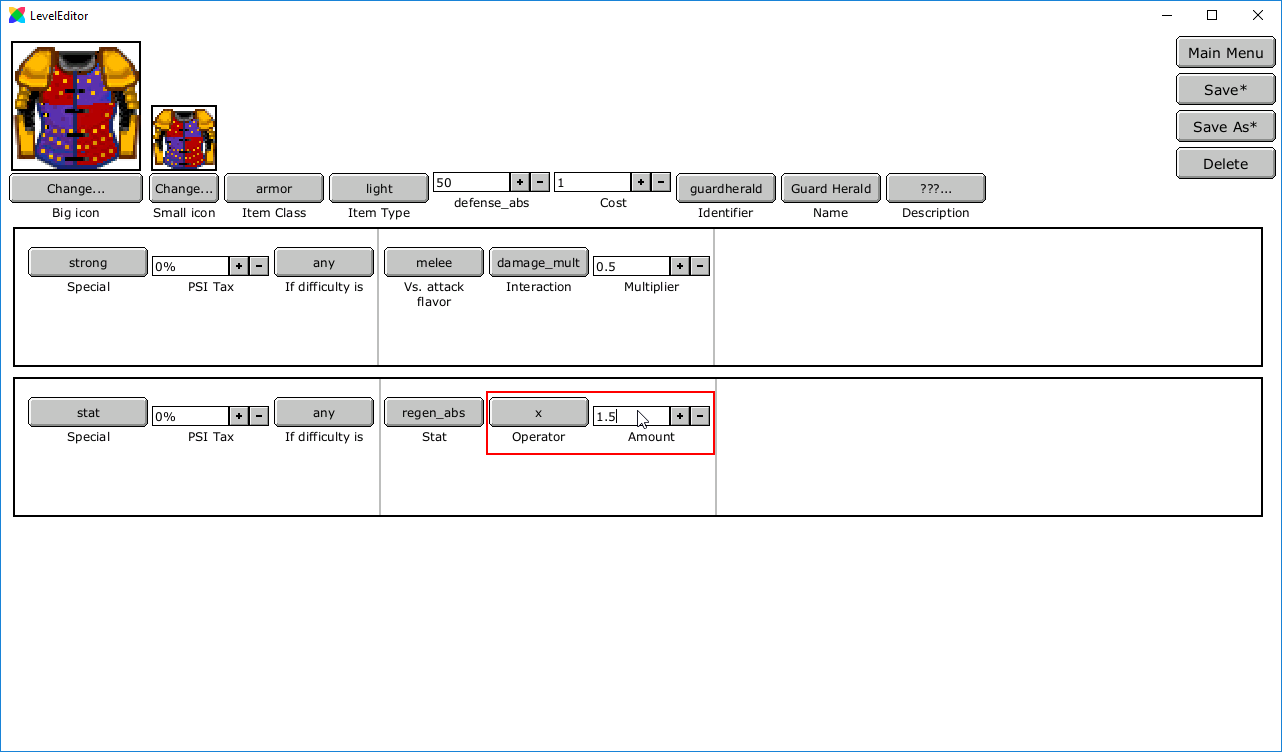 LevelEditor
Main Menu
Save*
Save As*
Delete
Change...
Big icon
Change...
Small icon
armor
Item Class
light
Item Type
50
+ -
defense_abs
1
+ -
Cost
guardherald
Identifier
Guard Herald
Name
???...
Description
strong
Special
0%
+ -
PSI Tax
any
If difficulty is
melee
Vs. attack
flavor
damage_mult
Interaction
0.5
+ -
Multiplier
stat
Special
0%
+ -
PSI Tax
any
If difficulty is
regen_abs
Stat
x
Operator
1.5
+ -
Amount